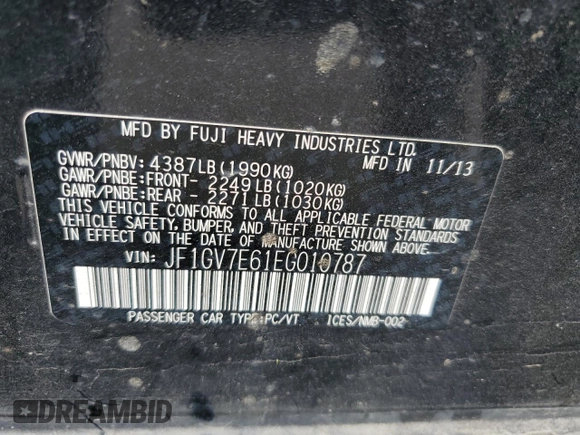 MFD BY FUJI HEAVY INDUSTRIES LTD.
GVWR/PNBV: 4387LB(1990KG) MFD IN 11/13
GAWR/PNBE:FRONT- 2249LB(1020KG)
GAWR/PNBE:REAR - 2271LB(1030KG)
THIS VEHICLE CONFORMS TO ALL APPLICABLE FEDERAL MOTOR
VEHICLE SAFETY, BUMPER, AND THEFT PREVENTION STANDARDS
IN EFFECT ON THE DATE OF MANUFACTURE SHOWN ABOVE.
VIN: JF1GV7E61EG010787
PASSENGER CAR TYPE:PC/VT ICES/NMB-002
DREAMBID